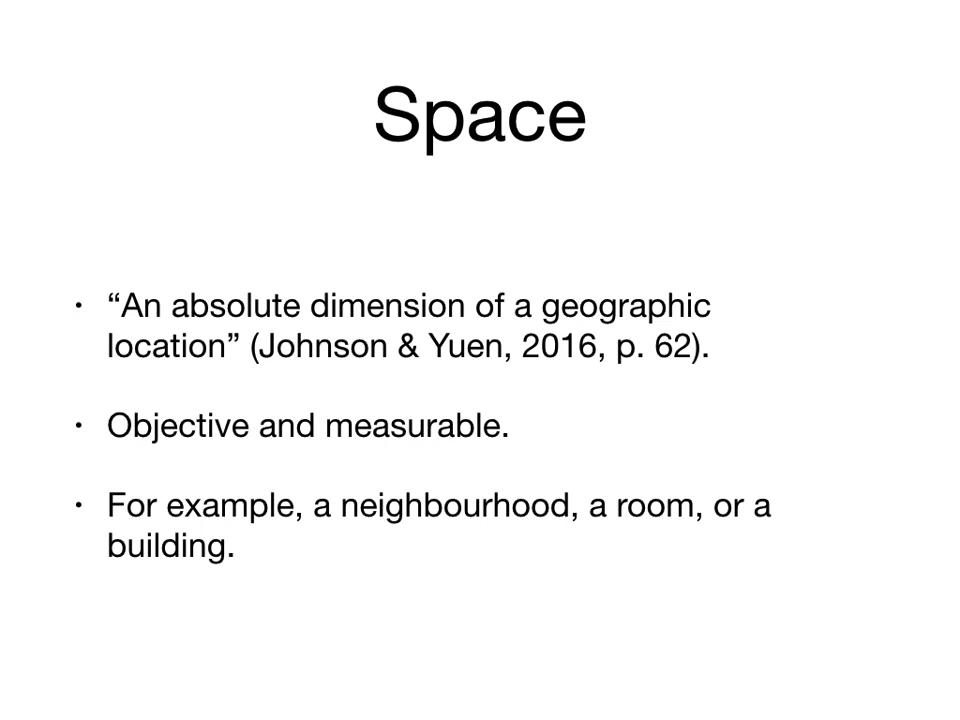 Space
• “An absolute dimension of a geographic
location” (Johnson & Yuen, 2016, p. 62).
• Objective and measurable.
• For example, a neighbourhood, a room, or a
building.